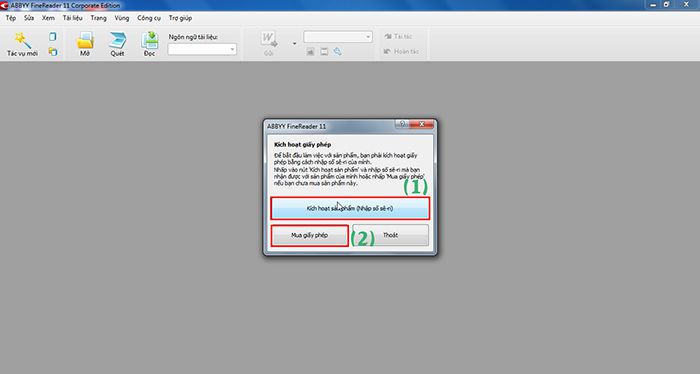 ABBYY FineReader 11 Corporate Edition
Tệp Sửa Xem Tài liệu Trang Vùng Công cụ Trợ giúp
Tác vụ mới
Mở
Quét
Đọc
Ngôn ngữ tài liệu:
Gửi
Tái tác
Hoàn tác
ABBYY FineReader 11
Kích hoạt giấy phép
Để bắt đầu làm việc với sản phẩm, bạn phải kích hoạt giấy
phép bằng cách nhập số sê-ri của mình.
Nhấp vào nút 'Kích hoạt sản phẩm' và nhập số sê-ri mà bạn
nhận được với sản phẩm của mình hoặc nhấp 'Mua giấy phép'
nếu bạn chưa mua sản phẩm này.
(1)
Kích hoạt sản phẩm (Nhập số sê-ri)
Mua giấy phép
(2)
Thoát